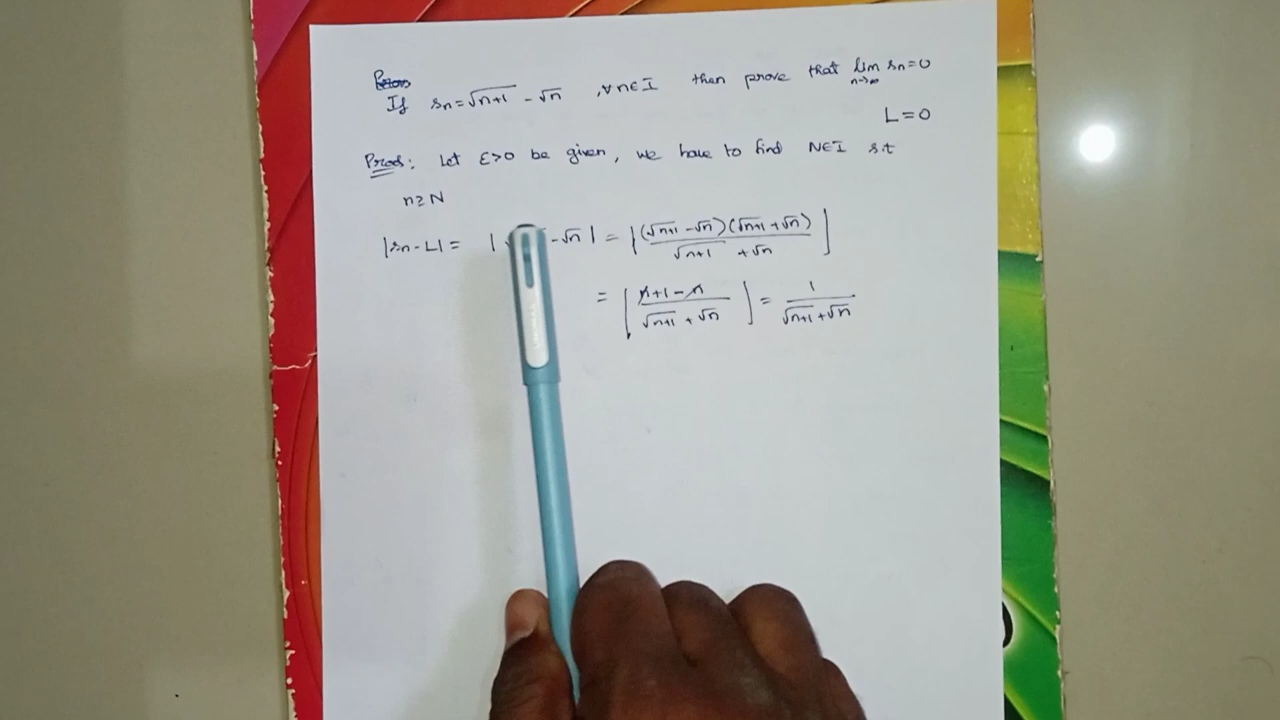 If sn = √n+1 - √n , ∀n∈I then prove that lim n→∞ sn = 0
L = 0
Proof: Let ε>0 be given, we have to find N∈I s.t
n ≥ N
|sn - L| = | - √n | = | (√n+1 - √n)(√n+1 + √n) / √n+1 + √n |
= | n+1-n / √n+1 + √n | = 1 / √n+1 + √n